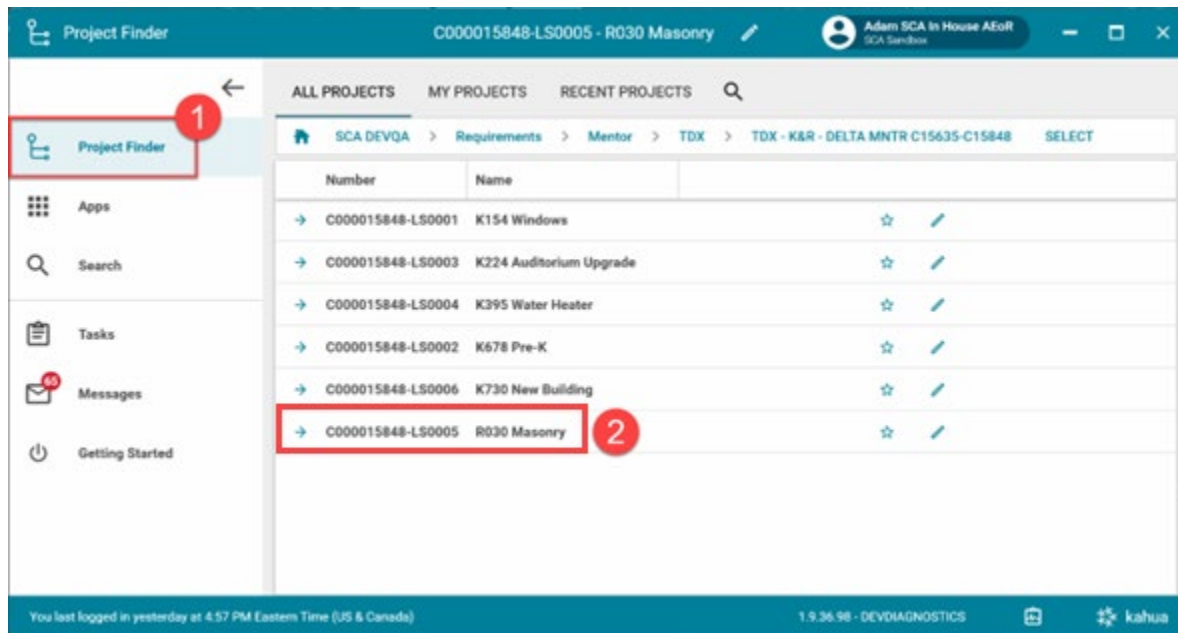 Project Finder
C000015848-LS0005 - R030 Masonry
Adam SCA In House AEoR
SCA Sandbox
1
Project Finder
Apps
Search
Tasks
65
Messages
Getting Started
ALL PROJECTS MY PROJECTS RECENT PROJECTS
SCA DEVQA > Requirements > Mentor > TDX > TDX - K&R - DELTA MNTR C15635-C15848 SELECT
Number Name
C000015848-LS0001 K154 Windows
C000015848-LS0003 K224 Auditorium Upgrade
C000015848-LS0004 K395 Water Heater
C000015848-LS0002 K678 Pre-K
C000015848-LS0006 K730 New Building
C000015848-LS0005 R030 Masonry
2
You last logged in yesterday at 4:57 PM Eastern Time (US & Canada)
1.9.36.98 - DEVDIAGNOSTICS
kahua